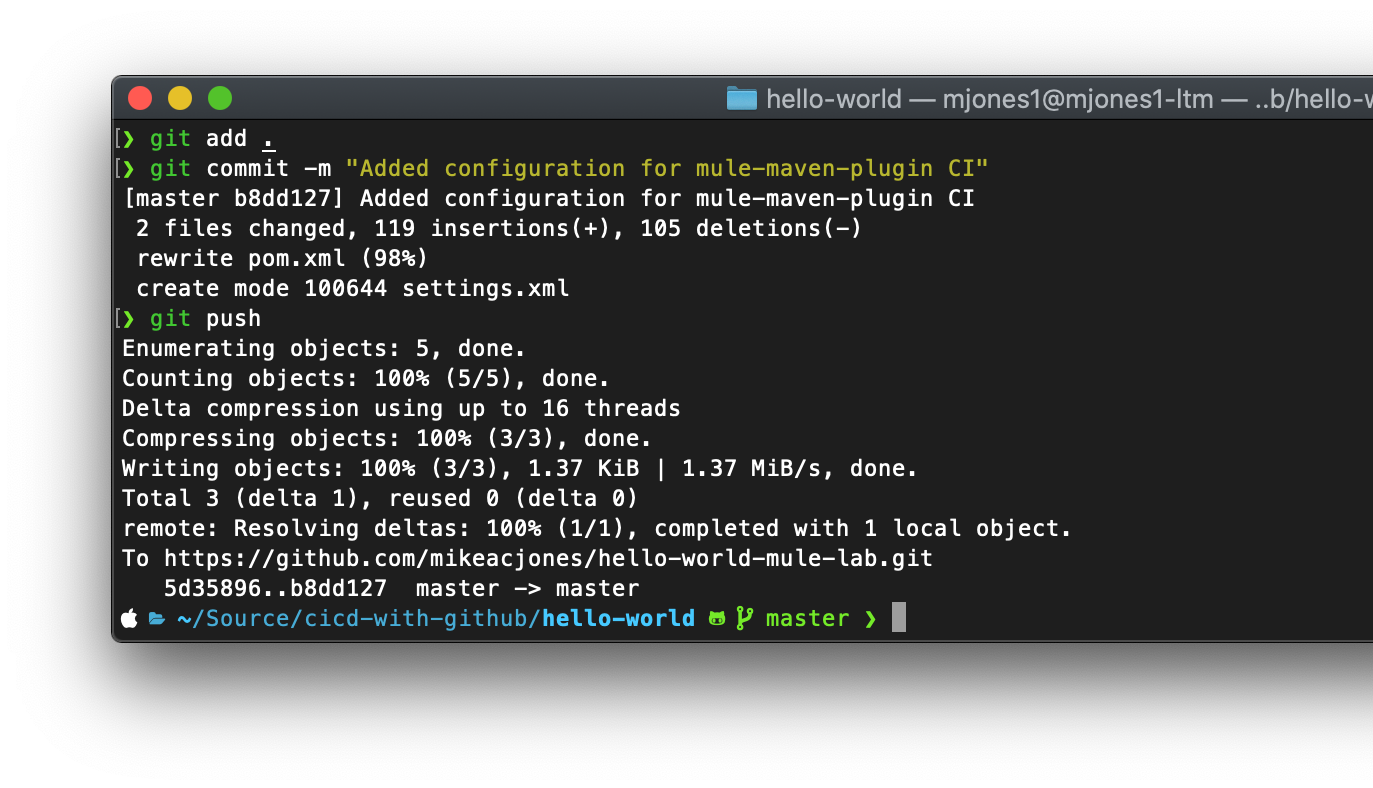 hello-world — mjones1@mjones1-ltm — ..b/hello-w
[❯ git add .
[❯ git commit -m "Added configuration for mule-maven-plugin CI"
[master b8dd127] Added configuration for mule-maven-plugin CI
 2 files changed, 119 insertions(+), 105 deletions(-)
 rewrite pom.xml (98%)
 create mode 100644 settings.xml
[❯ git push
Enumerating objects: 5, done.
Counting objects: 100% (5/5), done.
Delta compression using up to 16 threads
Compressing objects: 100% (3/3), done.
Writing objects: 100% (3/3), 1.37 KiB | 1.37 MiB/s, done.
Total 3 (delta 1), reused 0 (delta 0)
remote: Resolving deltas: 100% (1/1), completed with 1 local object.
To https://github.com/mikeacjones/hello-world-mule-lab.git
   5d35896..b8dd127  master -> master
~/Source/cicd-with-github/hello-world master ❯